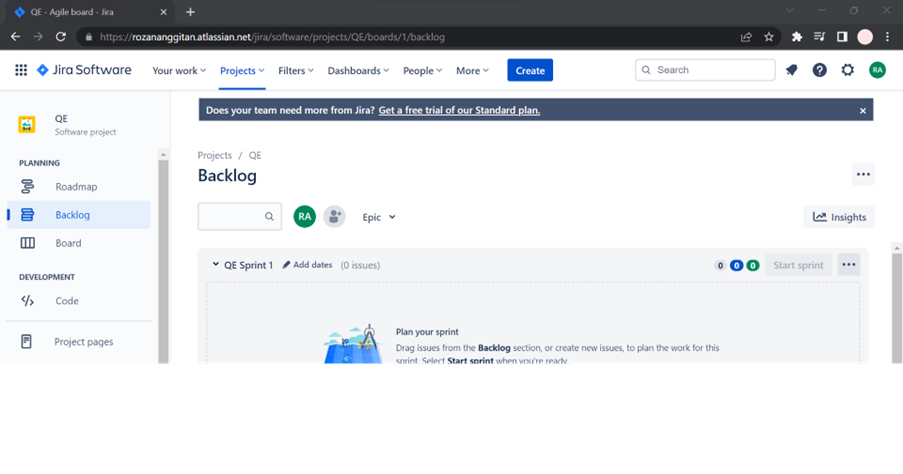 QE - Agile board - Jira
https://rozananggitan.atlassian.net/jira/software/projects/QE/boards/1/backlog
Jira Software Your work Projects Filters Dashboards People More Create Search RA
Does your team need more from Jira? Get a free trial of our Standard plan.
QE
Software project
PLANNING
Roadmap
Backlog
Board
DEVELOPMENT
Code
Project pages
Projects / QE
Backlog
RA Epic Insights
QE Sprint 1 Add dates (0 issues) 0 0 0 Start sprint
Plan your sprint
Drag issues from the Backlog section, or create new issues, to plan the work for this
sprint. Select Start sprint when you're ready.